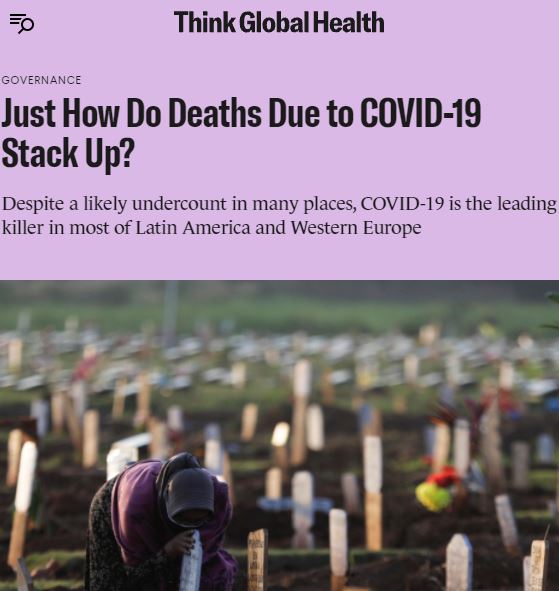 Think Global Health
GOVERNANCE
Just How Do Deaths Due to COVID-19
Stack Up?
Despite a likely undercount in many places, COVID-19 is the leading
killer in most of Latin America and Western Europe